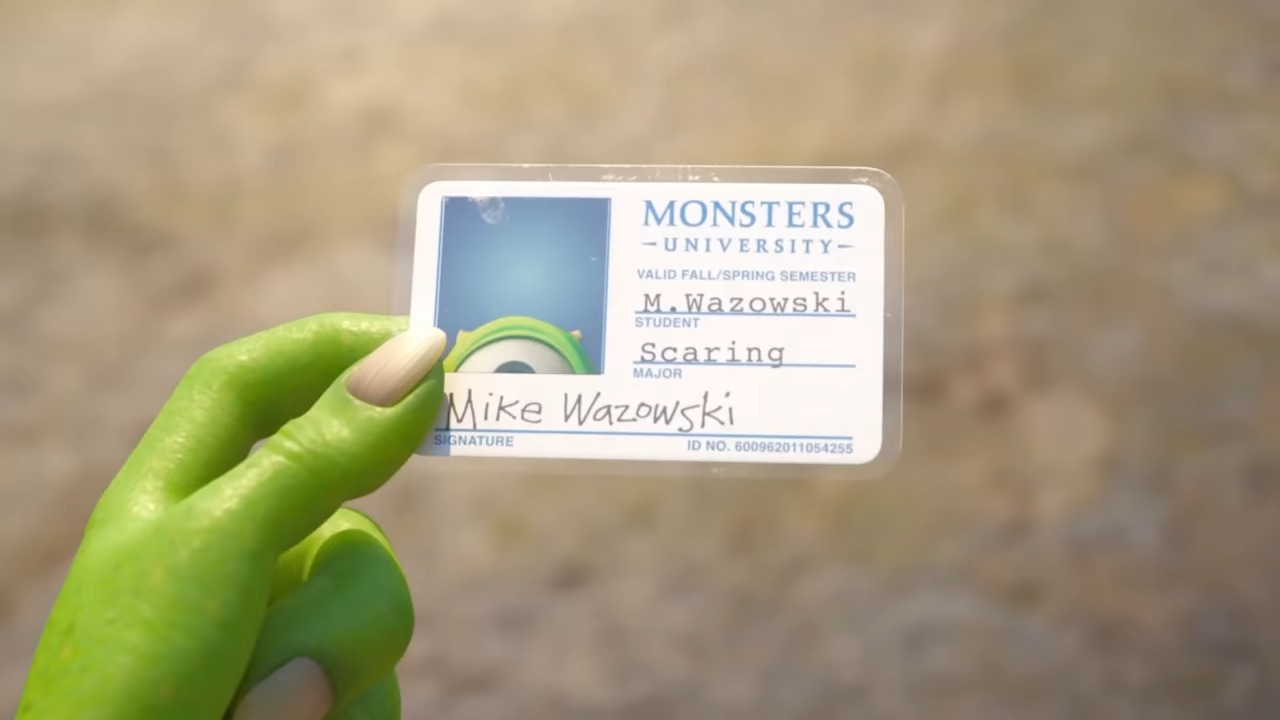 MONSTERS
UNIVERSITY
VALID FALL/SPRING SEMESTER
M.Wazowski
STUDENT
Scaring
MAJOR
Mike Wazowski
SIGNATURE
ID NO. 600962011054255